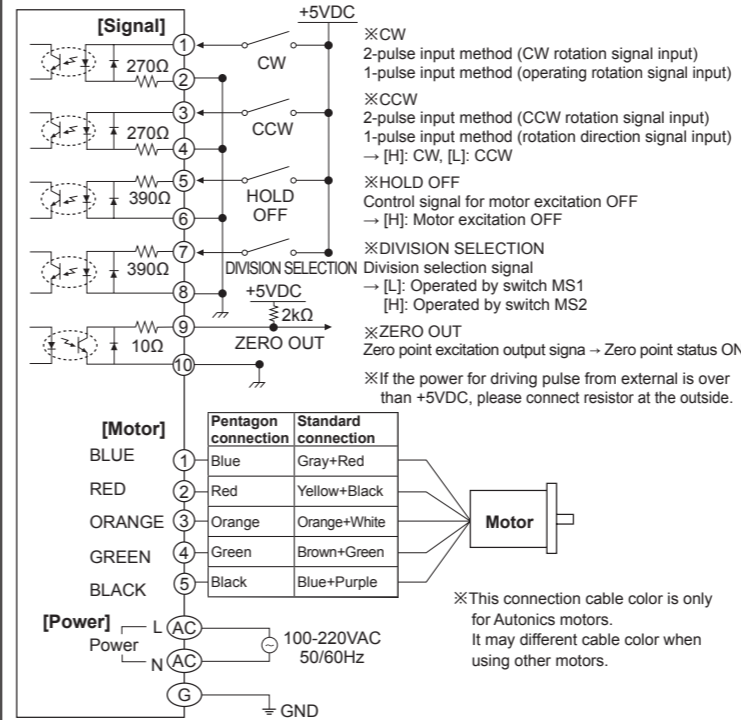 +5VDC
[Signal]
1
270Ω
2
CW
3
270Ω
4
CCW
5
390Ω
6
HOLD
OFF
7
390Ω
8
DIVISION SELECTION
+5VDC
2kΩ
9
10Ω
ZERO OUT
10
※CW
2-pulse input method (CW rotation signal input)
1-pulse input method (operating rotation signal input)
※CCW
2-pulse input method (CCW rotation signal input)
1-pulse input method (rotation direction signal input)
→ [H]: CW, [L]: CCW
※HOLD OFF
Control signal for motor excitation OFF
→ [H]: Motor excitation OFF
※DIVISION SELECTION
Division selection signal
→ [L]: Operated by switch MS1
[H]: Operated by switch MS2
※ZERO OUT
Zero point excitation output signa → Zero point status ON
※If the power for driving pulse from external is over
than +5VDC, please connect resistor at the outside.
[Motor]
Pentagon connection Standard connection
BLUE 1 Blue Gray+Red
RED 2 Red Yellow+Black
ORANGE 3 Orange Orange+White
GREEN 4 Green Brown+Green
BLACK 5 Black Blue+Purple
Motor
※This connection cable color is only
for Autonics motors.
It may different cable color when
using other motors.
[Power]
Power
L AC
N AC
100-220VAC
50/60Hz
G
GND